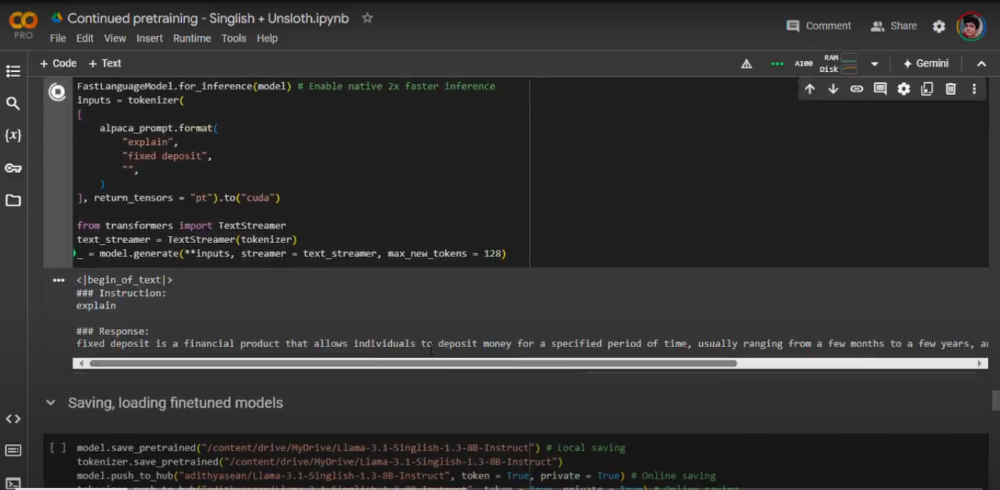 CO
PRO
Continued pretraining - Singlish + Unsloth.ipynb
File Edit View Insert Runtime Tools Help
Comment
Share
+ Code + Text
A100
RAM
Disk
Gemini
{x}
FastLanguageModel.for_inference(model) # Enable native 2x faster inference
inputs = tokenizer(
[
alpaca_prompt.format(
"explain",
"fixed deposit",
"",
)
], return_tensors = "pt").to("cuda")
from transformers import TextStreamer
text_streamer = TextStreamer(tokenizer)
_ = model.generate(**inputs, streamer = text_streamer, max_new_tokens = 128)
<|begin_of_text|>
### Instruction:
explain
### Response:
fixed deposit is a financial product that allows individuals to deposit money for a specified period of time, usually ranging from a few months to a few years,
Saving, loading finetuned models
[ ] model.save_pretrained("/content/drive/MyDrive/Llama-3.1-Singlish-1.3-8B-Instruct") # Local saving
tokenizer.save_pretrained("/content/drive/MyDrive/Llama-3.1-Singlish-1.3-8B-Instruct")
model.push_to_hub("adithyasean/Llama-3.1-Singlish-1.3-8B-Instruct", token = True, private = True) # Online saving